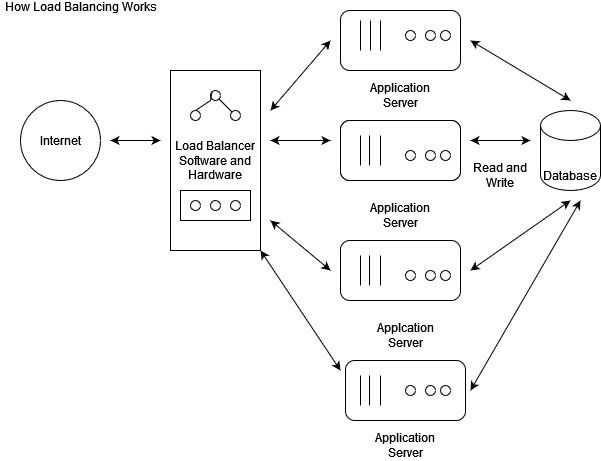 How Load Balancing Works
Application
Server
Internet
Load Balancer
Software and
Hardware
Read and
Write
Database
Application
Server
Applcation
Server
Application
Server